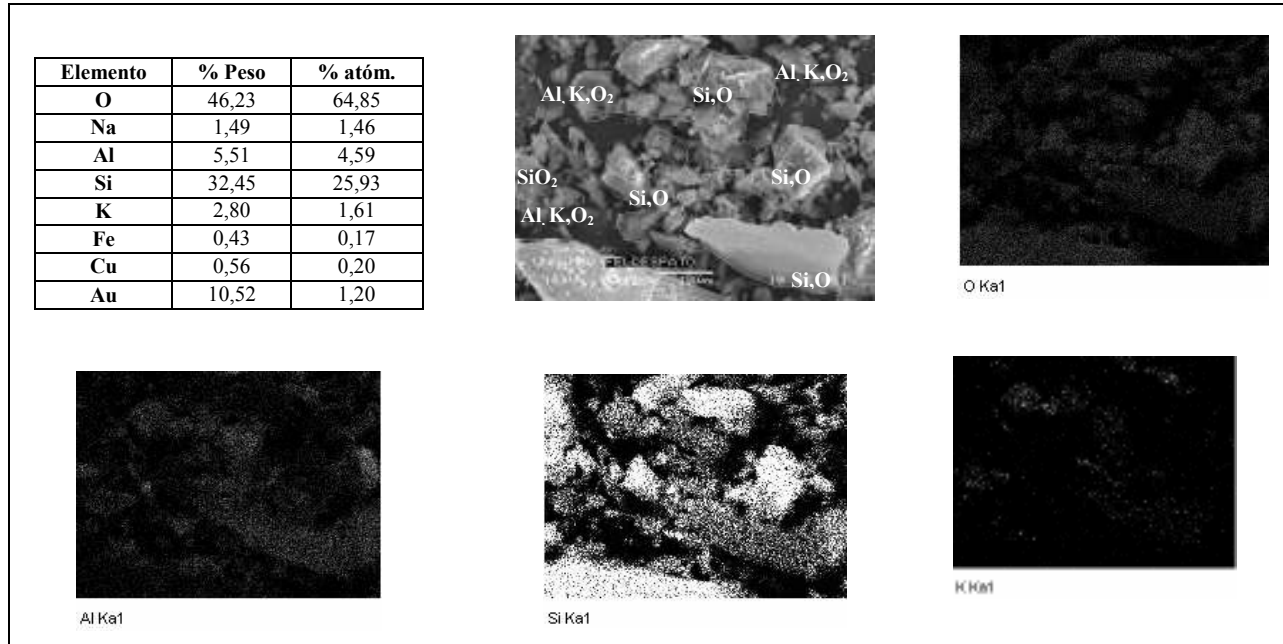 Elemento % Peso % atóm.
O 46,23 64,85
Na 1,49 1,46
Al 5,51 4,59
Si 32,45 25,93
K 2,80 1,61
Fe 0,43 0,17
Cu 0,56 0,20
Au 10,52 1,20
Al, K,O₂
Al, K,O₂
Si,O
SiO₂
Si,O
Si,O
Al, K,O₂
FELDESPATO
Si,O
O Ka1
Al Ka1
Si Ka1
K Ka1